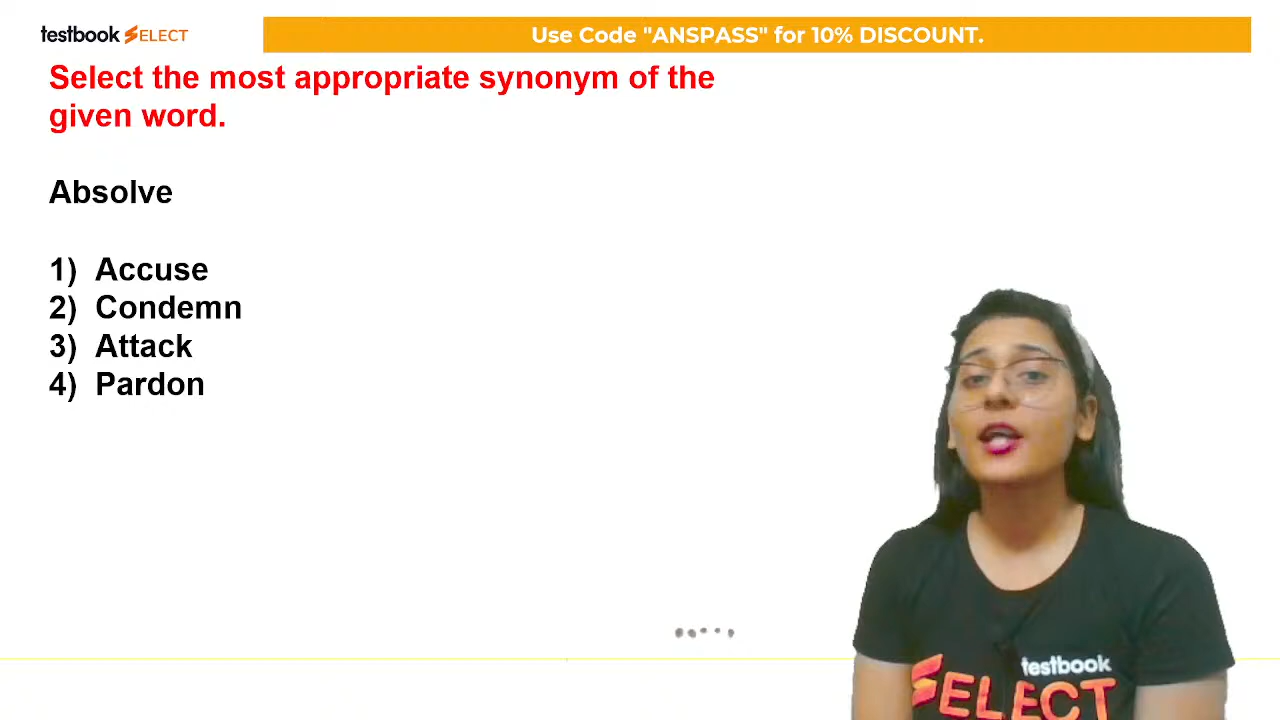 testbook SELECT
Use Code "ANSPASS" for 10% DISCOUNT.
Select the most appropriate synonym of the
given word.
Absolve
1) Accuse
2) Condemn
3) Attack
4) Pardon
testbook
SELECT